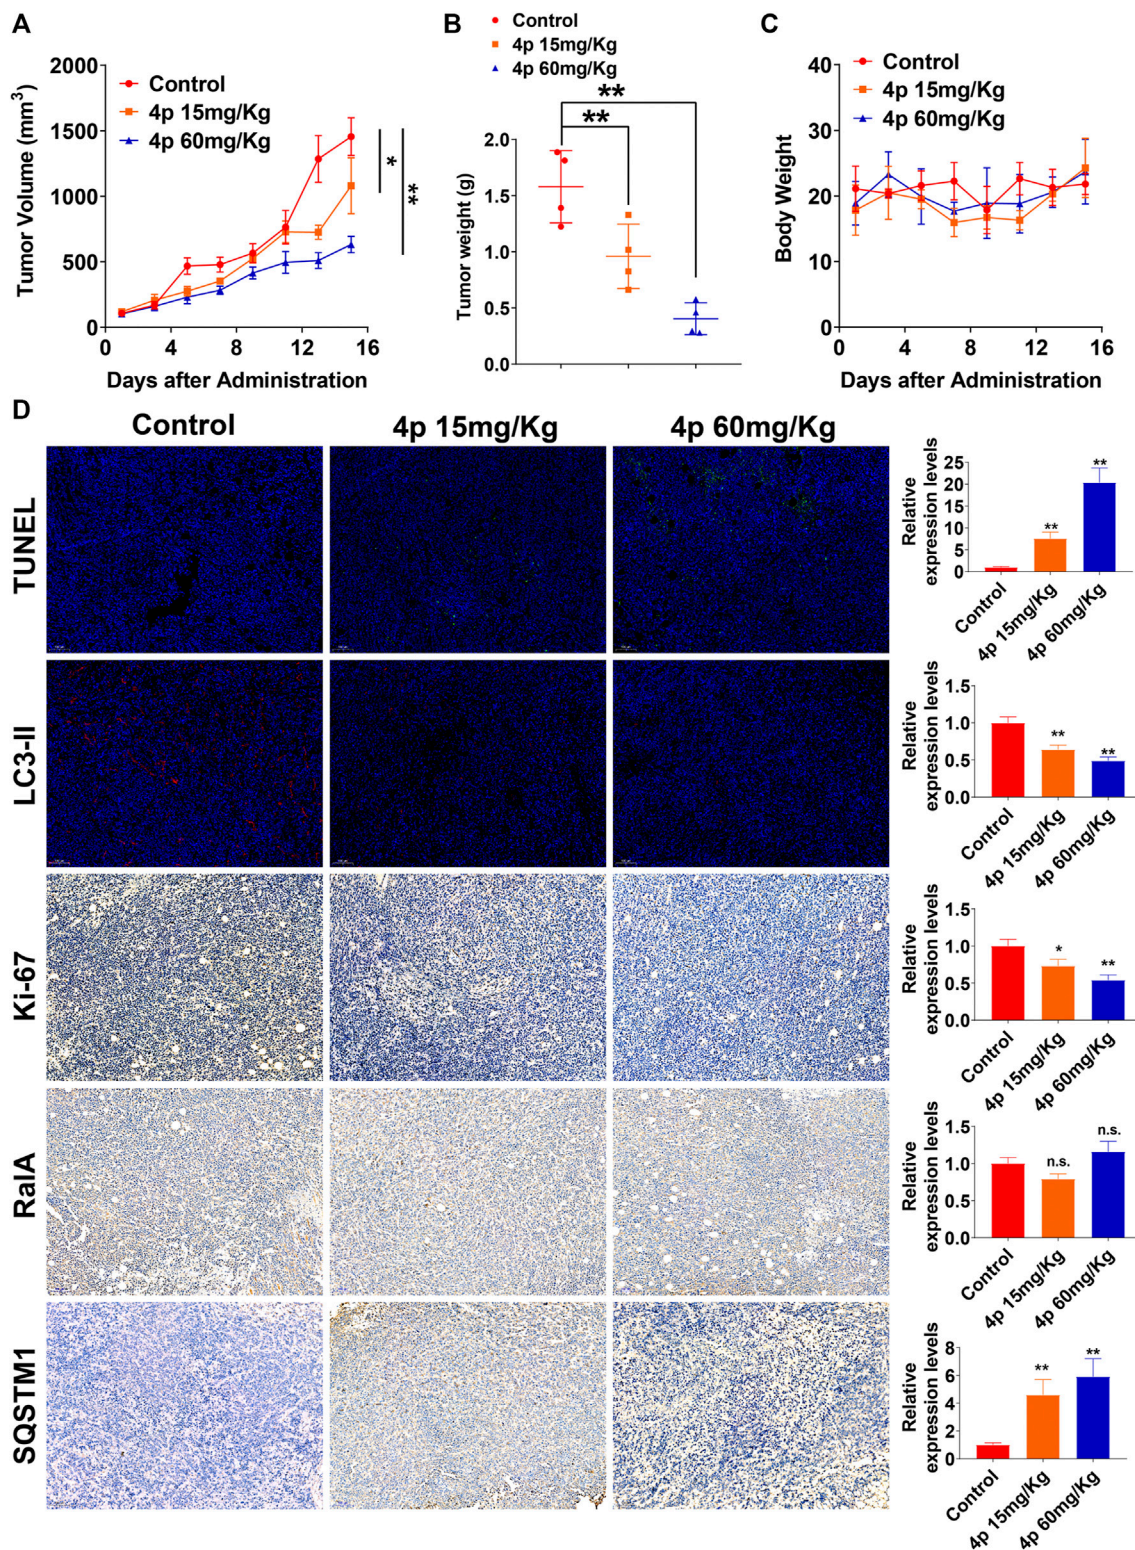 A
Tumor Volume (mm3)
2000
1500
1000
500
0
0
4
8
12
16
Days after Administration
Control
4p 15mg/Kg
4p 60mg/Kg
*
**
B
Control
4p 15mg/Kg
4p 60mg/Kg
**
**
Tumor weight (g)
2.0
1.5
1.0
0.5
0.0
C
Control
4p 15mg/Kg
4p 60mg/Kg
Body Weight
40
30
20
10
0
0
4
8
12
16
Days after Administration
D
Control
4p 15mg/Kg
4p 60mg/Kg
TUNEL
Relative
expression levels
25
20
15
10
5
0
**
**
Control
4p 15mg/Kg
4p 60mg/Kg
LC3-II
Relative
expression levels
1.5
1.0
0.5
0.0
**
**
Control
4p 15mg/Kg
4p 60mg/Kg
Ki-67
Relative
expression levels
1.5
1.0
0.5
0.0
*
**
Control
4p 15mg/Kg
4p 60mg/Kg
RalA
Relative
expression levels
1.5
1.0
0.5
0.0
n.s.
n.s.
Control
4p 15mg/Kg
4p 60mg/Kg
SQSTM1
Relative
expression levels
8
6
4
2
0
**
**
Control
4p 15mg/Kg
4p 60mg/Kg